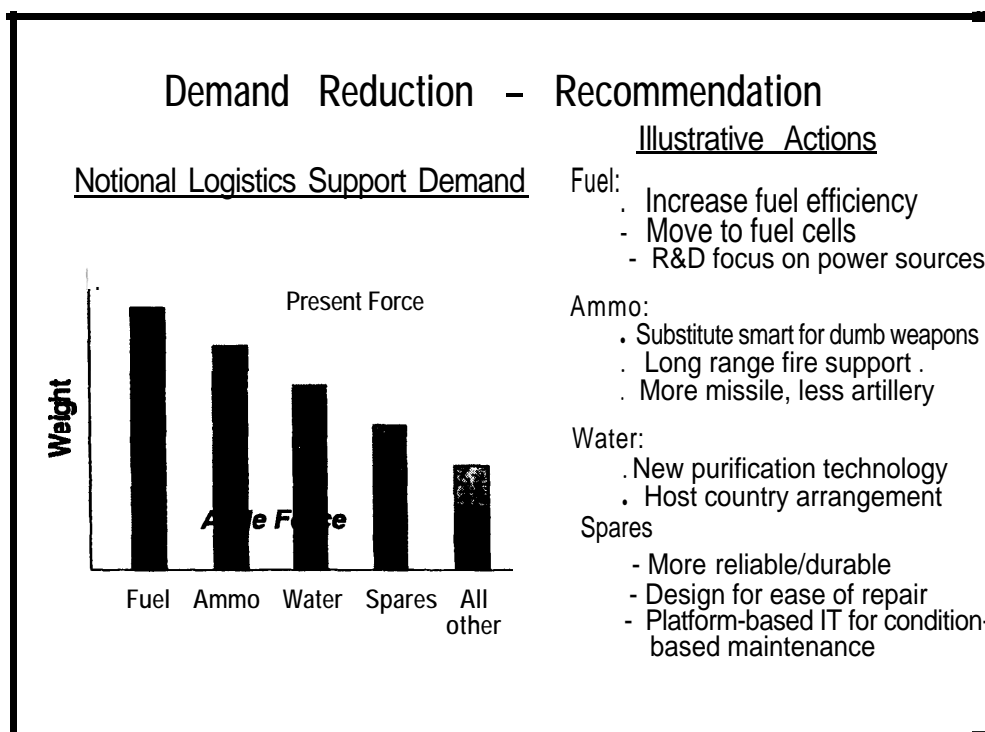 Demand Reduction – Recommendation
Notional Logistics Support Demand
Present Force
Weight
Fuel Ammo Water Spares All
other
Illustrative Actions
Fuel:
. Increase fuel efficiency
- Move to fuel cells
- R&D focus on power sources
Ammo:
. Substitute smart for dumb weapons
. Long range fire support .
. More missile, less artillery
Water:
. New purification technology
. Host country arrangement
Spares
- More reliable/durable
- Design for ease of repair
- Platform-based IT for condition-
based maintenance